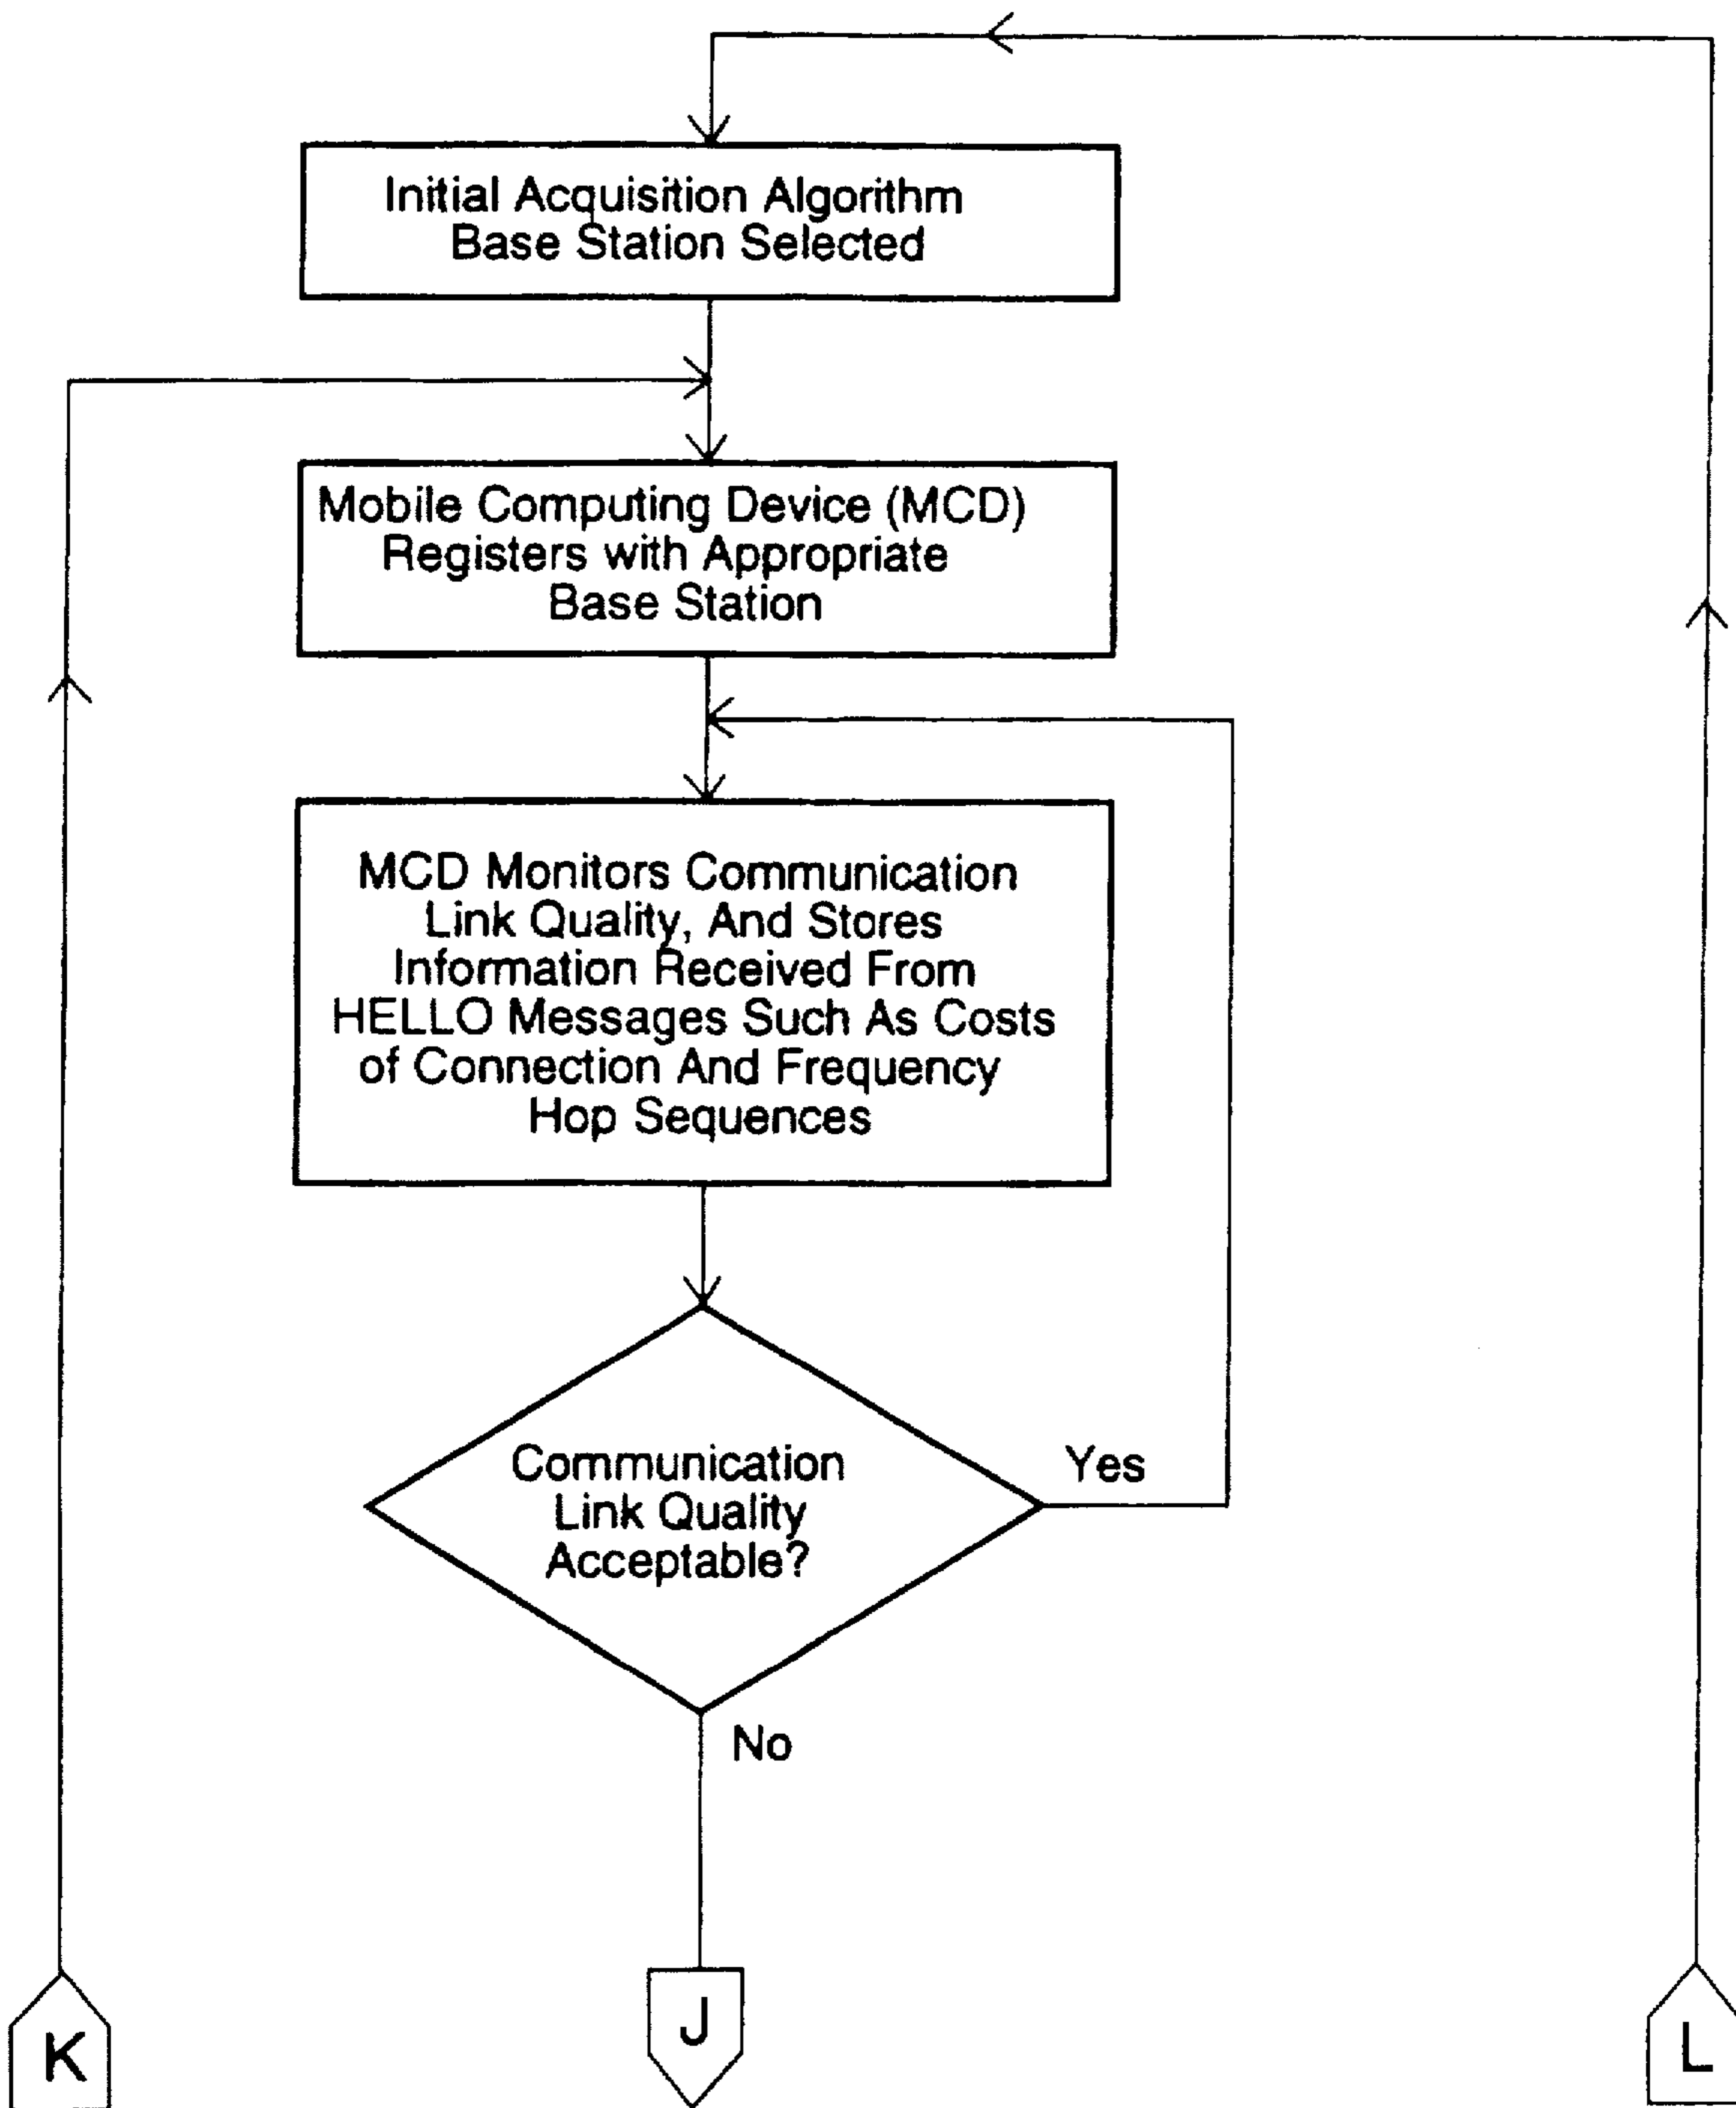 Initial Acquisition Algorithm
Base Station Selected
Mobile Computing Device (MCD)
Registers with Appropriate
Base Station
MCD Monitors Communication
Link Quality, And Stores
Information Received From
HELLO Messages Such As Costs
of Connection And Frequency
Hop Sequences
Communication
Link Quality
Acceptable?
Yes
No
K
J
L